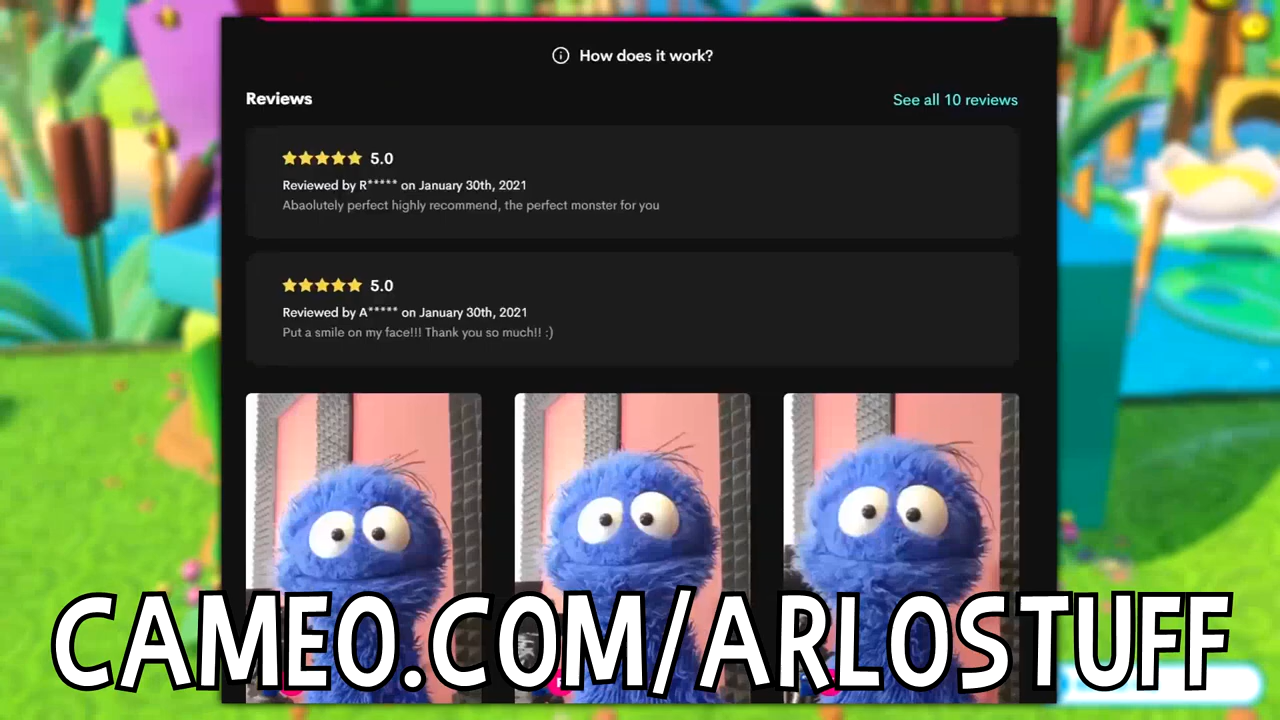 How does it work?
Reviews
See all 10 reviews
5.0
Reviewed by R***** on January 30th, 2021
Abaolutely perfect highly recommend, the perfect monster for you
5.0
Reviewed by A***** on January 30th, 2021
Put a smile on my face!!! Thank you so much!! :)
CAMEO.COM/ARLOSTUFF